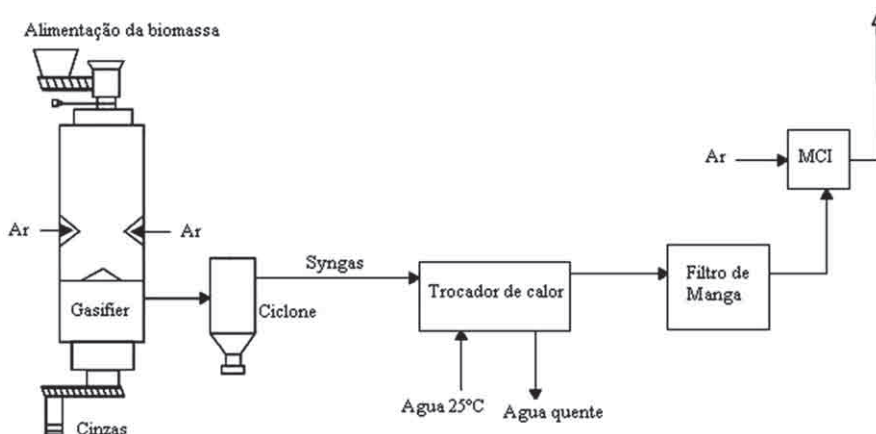 Alimentação da biomassa
Ar
Ar
Gasifier
Cinzas
Ciclone
Syngas
Trocador de calor
Agua 25°C
Agua quente
Filtro de
Manga
Ar
MCI